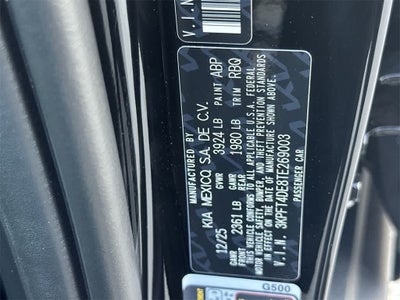 V.I.N
MANUFACTURED BY
KIA MEXICO S.A. DE C.V.
12/25 GVWR 3924 LB PAINT ABP
GAWR FRONT 2361 LB GAWR REAR 1980 LB TRIM RBQ
THIS VEHICLE CONFORMS TO ALL APPLICABLE U.S.A. FEDERAL
MOTOR VEHICLE SAFETY, BUMPER, AND THEFT PREVENTION STANDARDS
IN EFFECT ON THE DATE OF MANUFACTURE SHOWN ABOVE.
V.I.N. 3KPFT4DE8TE269003
PASSENGER CAR
G500